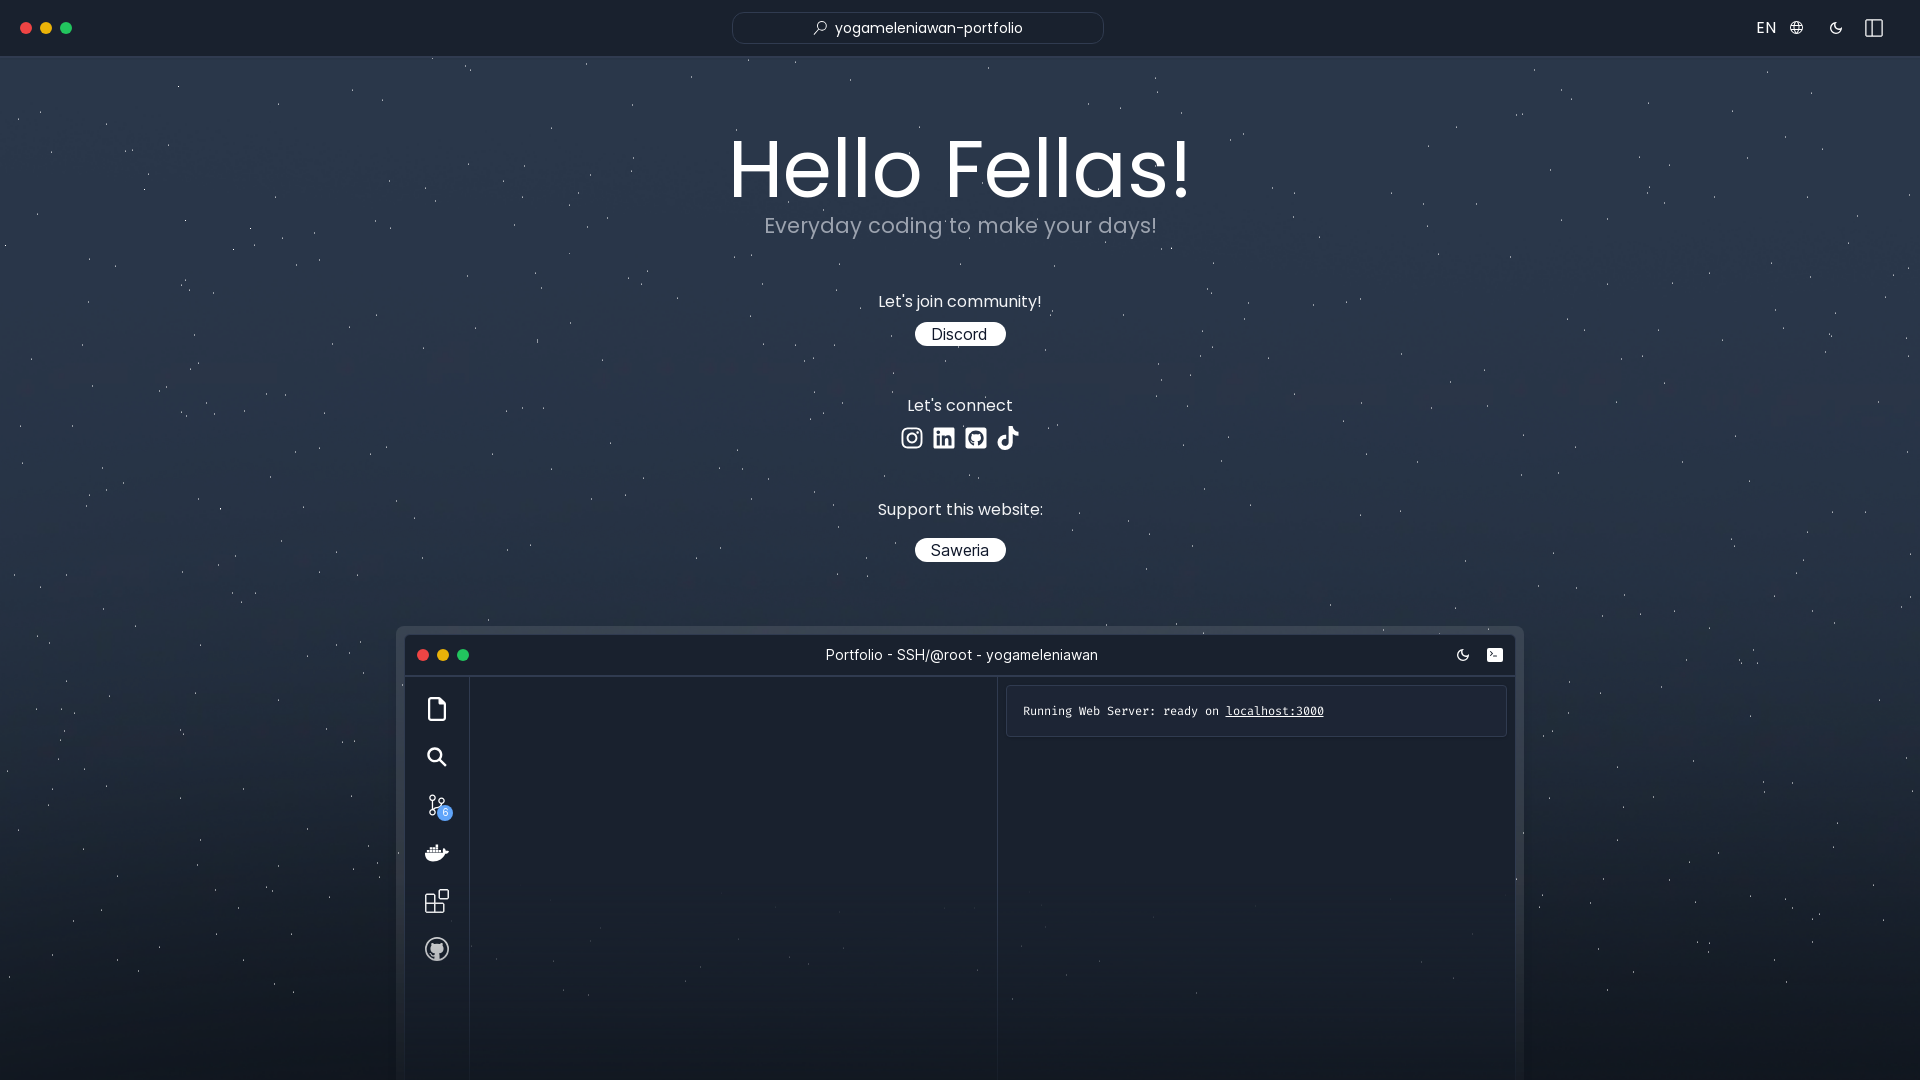 yogameleniawan-portfolio
EN
Hello Fellas!
Everyday coding to make your days!
Let's join community!
Discord
Let's connect
Support this website:
Saweria
Portfolio - SSH/@root - yogameleniawan
Running Web Server: ready on localhost:3000
6